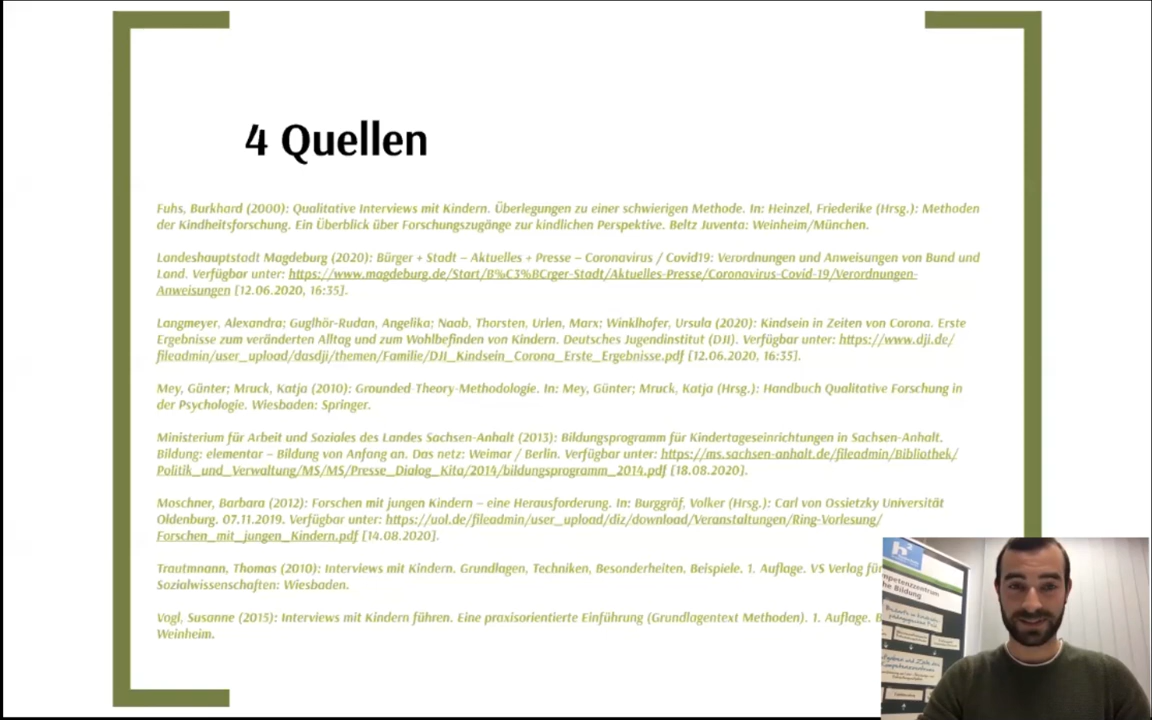 4 Quellen
Fuhs, Burkhard (2000): Qualitative Interviews mit Kindern. Überlegungen zu einer schwierigen Methode. In: Heinzel, Friederike (Hrsg.): Methoden
der Kindheitsforschung. Ein Überblick über Forschungszugänge zur kindlichen Perspektive. Beltz Juventa: Weinheim/München.
Landeshauptstadt Magdeburg (2020): Bürger + Stadt – Aktuelles + Presse – Coronavirus / Covid19: Verordnungen und Anweisungen von Bund und
Land. Verfügbar unter: https://www.magdeburg.de/Start/B%C3%BCrger-Stadt/Aktuelles-Presse/Coronavirus-Covid-19/Verordnungen-
Anweisungen [12.06.2020, 16:35].
Langmeyer, Alexandra; Guglhör-Rudan, Angelika; Naab, Thorsten, Urlen, Marx; Winklhofer, Ursula (2020): Kindsein in Zeiten von Corona. Erste
Ergebnisse zum veränderten Alltag und zum Wohlbefinden von Kindern. Deutsches Jugendinstitut (DJI). Verfügbar unter: https://www.dji.de/
fileadmin/user_upload/dasdji/themen/Familie/DJI_Kindsein_Corona_Erste_Ergebnisse.pdf [12.06.2020, 16:35].
Mey, Günter; Mruck, Katja (2010): Grounded-Theory-Methodologie. In: Mey, Günter; Mruck, Katja (Hrsg.): Handbuch Qualitative Forschung in
der Psychologie. Wiesbaden: Springer.
Ministerium für Arbeit und Soziales des Landes Sachsen-Anhalt (2013): Bildungsprogramm für Kindertageseinrichtungen in Sachsen-Anhalt.
Bildung: elementar – Bildung von Anfang an. Das netz: Weimar / Berlin. Verfügbar unter: https://ms.sachsen-anhalt.de/fileadmin/Bibliothek/
Politik_und_Verwaltung/MS/MS/Presse_Dialog_Kita/2014/bildungsprogramm_2014.pdf [18.08.2020].
Moschner, Barbara (2012): Forschen mit jungen Kindern – eine Herausforderung. In: Burggräf, Volker (Hrsg.): Carl von Ossietzky Universität
Oldenburg. 07.11.2019. Verfügbar unter: https://uol.de/fileadmin/user_upload/diz/download/Veranstaltungen/Ring-Vorlesung/
Forschen_mit_jungen_Kindern.pdf [14.08.2020].
Trautmnann, Thomas (2010): Interviews mit Kindern. Grundlagen, Techniken, Besonderheiten, Beispiele. 1. Auflage. VS Verlag für
Sozialwissenschaften: Wiesbaden.
Vogl, Susanne (2015): Interviews mit Kindern führen. Eine praxisorientierte Einführung (Grundlagentext Methoden). 1. Auflage. B
Weinheim.
h²
mpetenzzentrum
he Bildung